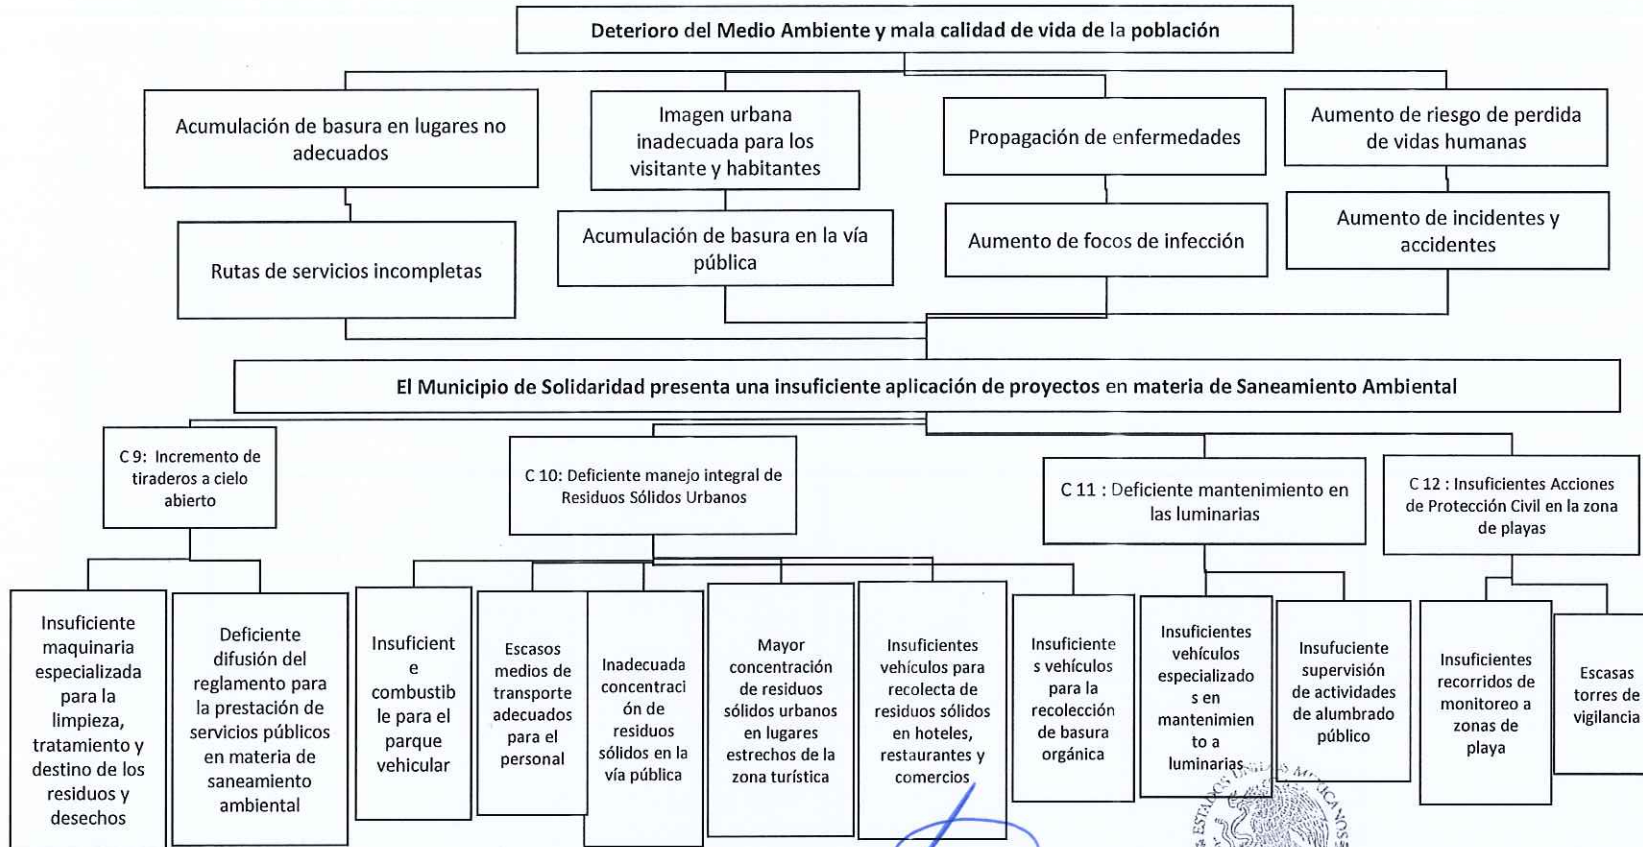 Deterioro del Medio Ambiente y mala calidad de vida de la población
Acumulación de basura en lugares no
adecuados
Imagen urbana
inadecuada para los
visitante y habitantes
Propagación de enfermedades
Aumento de riesgo de perdida
de vidas humanas
Rutas de servicios incompletas
Acumulación de basura en la vía
pública
Aumento de focos de infección
Aumento de incidentes y
accidentes
El Municipio de Solidaridad presenta una insuficiente aplicación de proyectos en materia de Saneamiento Ambiental
C 9: Incremento de
tiraderos a cielo
abierto
C 10: Deficiente manejo integral de
Residuos Sólidos Urbanos
C 11 : Deficiente mantenimiento en
las luminarias
C 12 : Insuficientes Acciones
de Protección Civil en la zona
de playas
Insuficiente
maquinaria
especializada
para la
limpieza,
tratamiento y
destino de los
residuos y
desechos
Deficiente
difusión del
reglamento para
la prestación de
servicios públicos
en materia de
saneamiento
ambiental
Insuficient
e
combustib
le para el
parque
vehicular
Escasos
medios de
transporte
adecuados
para el
personal
Inadecuada
concentraci
ón de
residuos
sólidos en la
vía pública
Mayor
concentración
de residuos
sólidos urbanos
en lugares
estrechos de la
zona turística
Insuficientes
vehículos para
recolecta de
residuos sólidos
en hoteles,
restaurantes y
comercios
Insuficiente
s vehículos
para la
recolección
de basura
orgánica
Insuficientes
vehículos
especializado
s en
mantenimien
to a
luminarias
Insufuciente
supervisión
de actividades
de alumbrado
público
Insuficientes
recorridos de
monitoreo a
zonas de
playa
Escasas
torres de
vigilancia
ESTADOS UNIDOS MEXICANOS